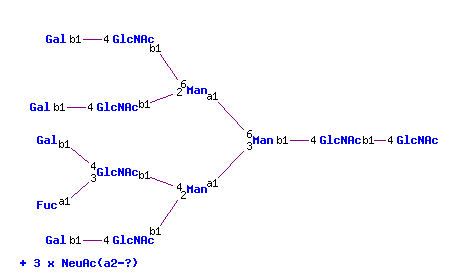 Gal b1 4 GlcNAc
b1
6
2 Man a1
Gal b1 4 GlcNAc b1
Gal b1
6
3 Man b1 4 GlcNAc b1 4 GlcNAc
4
3 GlcNAc b1
4
2 Man a1
Fuc a1
b1
Gal b1 4 GlcNAc
+ 3 x NeuAc(a2-?)